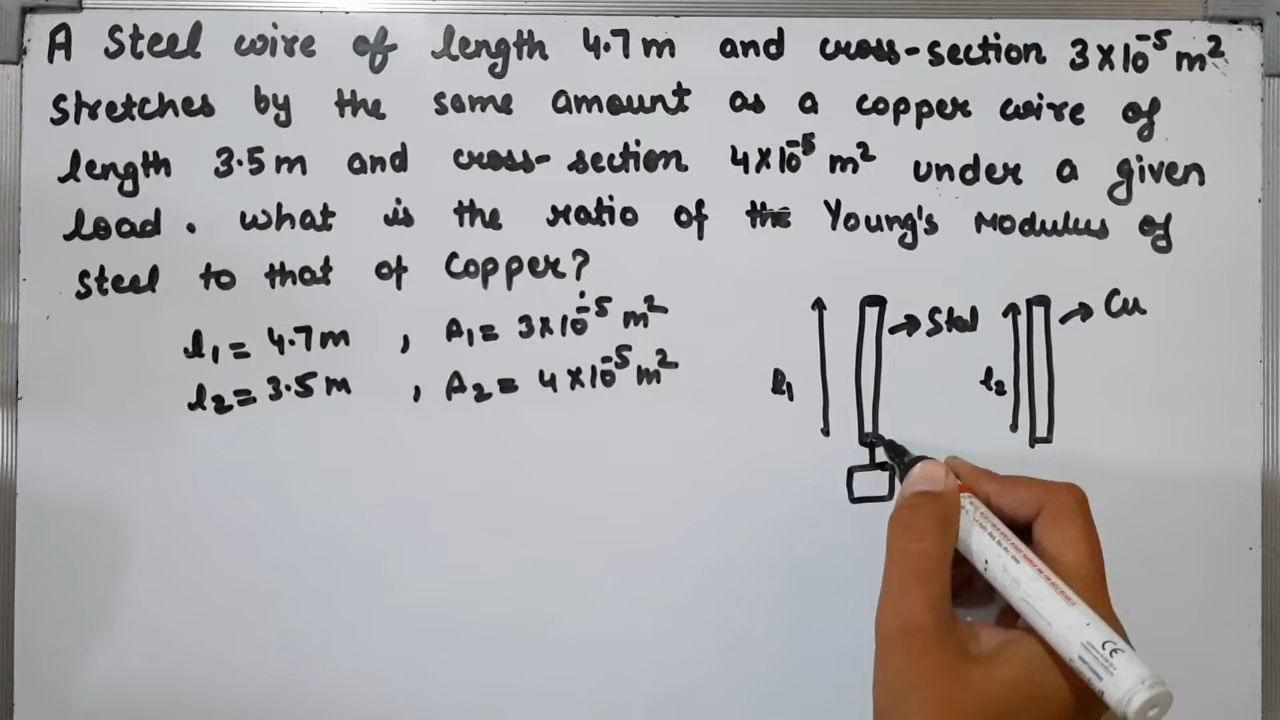 A Steel wire of length 4.7 m and cross-section 3×10⁻⁵ m²
stretches by the same amount as a copper wire of
length 3.5 m and cross-section 4×10⁻⁵ m² under a given
load. what is the ratio of the Young's Modulus of
steel to that of Copper?
l₁ = 4.7 m , A₁ = 3×10⁻⁵ m²
l₂ = 3.5 m , A₂ = 4×10⁻⁵ m²
l₁
Steel
l₂
Cu
CE